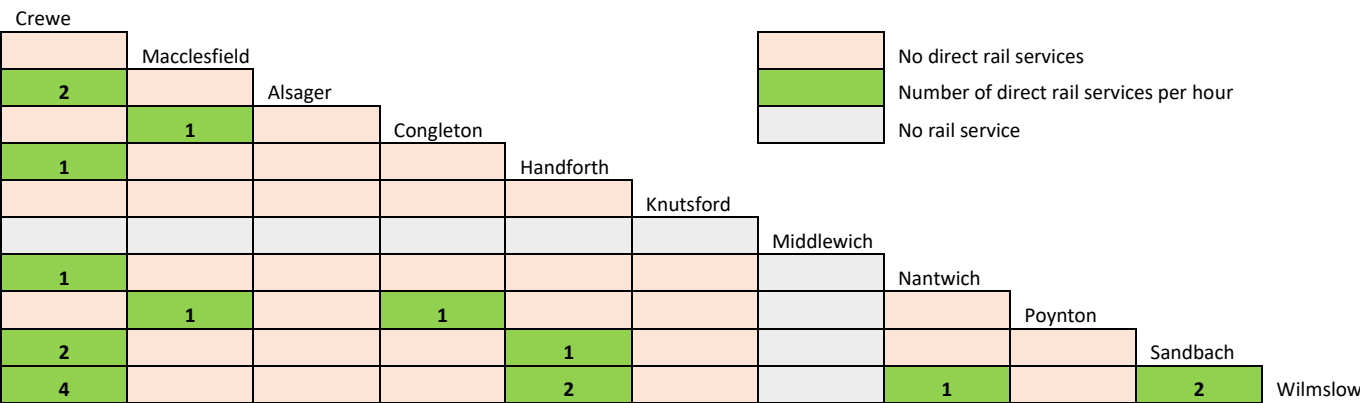 Crewe
Macclesfield No direct rail services
2 Alsager Number of direct rail services per hour
1 Congleton No rail service
1 Handforth
Knutsford
Middlewich
1 Nantwich
1 1 Poynton
2 1 Sandbach
4 2 1 2 Wilmslow